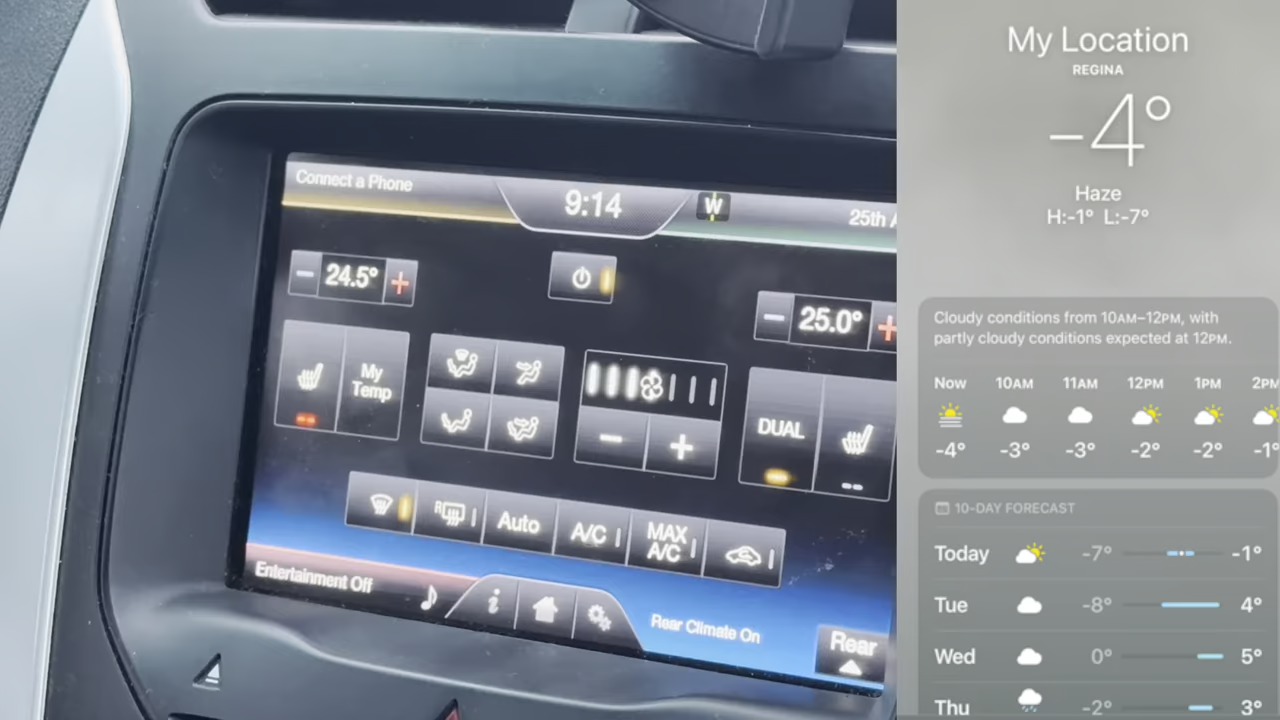 Connect a Phone
9:14
W
25th
− 24.5° +
− 25.0° +
My
Temp
DUAL
− +
R
Auto
A/C
MAX
A/C
Entertainment Off
i
Rear Climate On
Rear
My Location
REGINA
−4°
Haze
H:-1° L:-7°
Cloudy conditions from 10AM–12PM, with
partly cloudy conditions expected at 12PM.
Now 10AM 11AM 12PM 1PM 2PM
-4° -3° -3° -2° -2° -1°
10-DAY FORECAST
Today -7° -1°
Tue -8° 4°
Wed 0° 5°
Thu -2° 3°